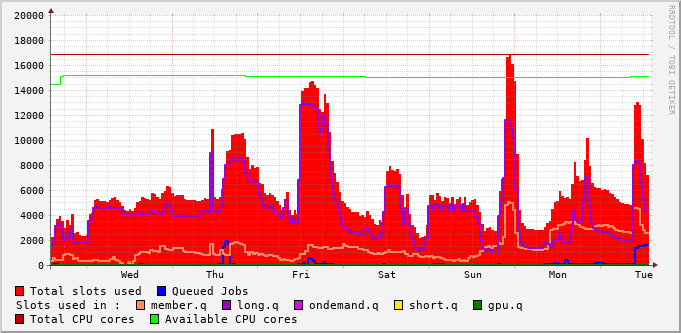 20000
18000
16000
14000
12000
10000
8000
6000
4000
2000
0
Wed Thu Fri Sat Sun Mon Tue
RRDTOOL / TOBI OETIKER
Total slots used Queued Jobs
Slots used in : member.q long.q ondemand.q short.q gpu.q
Total CPU cores Available CPU cores